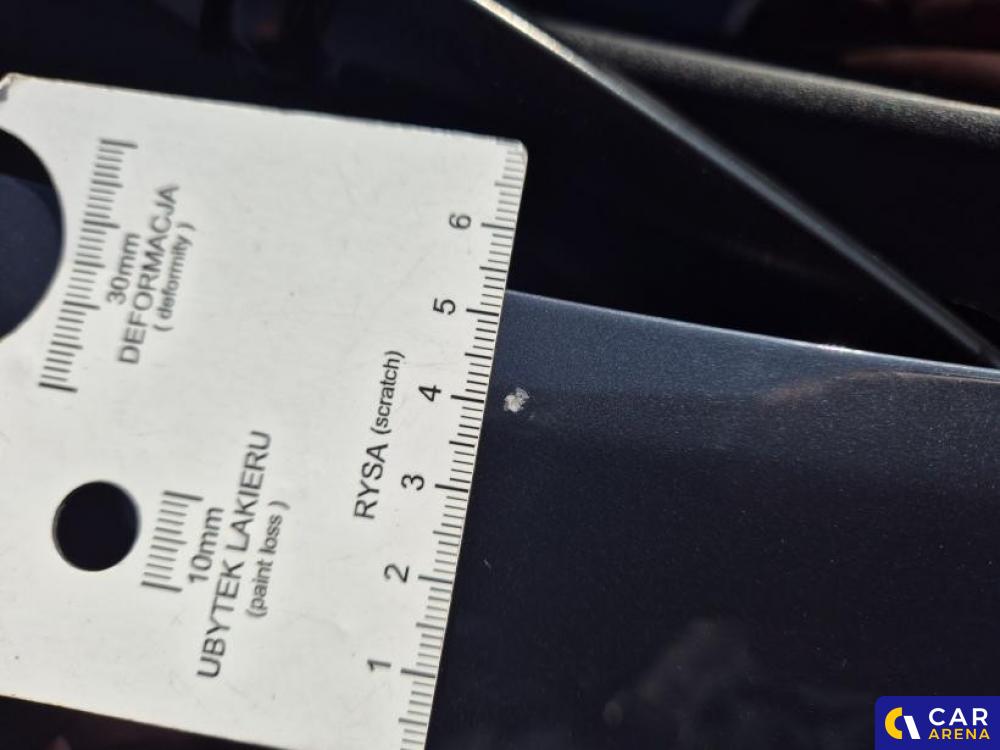 30mm
DEFORMACJA
( deformity )
10mm
UBYTEK LAKIERU
(paint loss )
RYSA (scratch)
1 2 3 4 5 6
CAR
ARENA